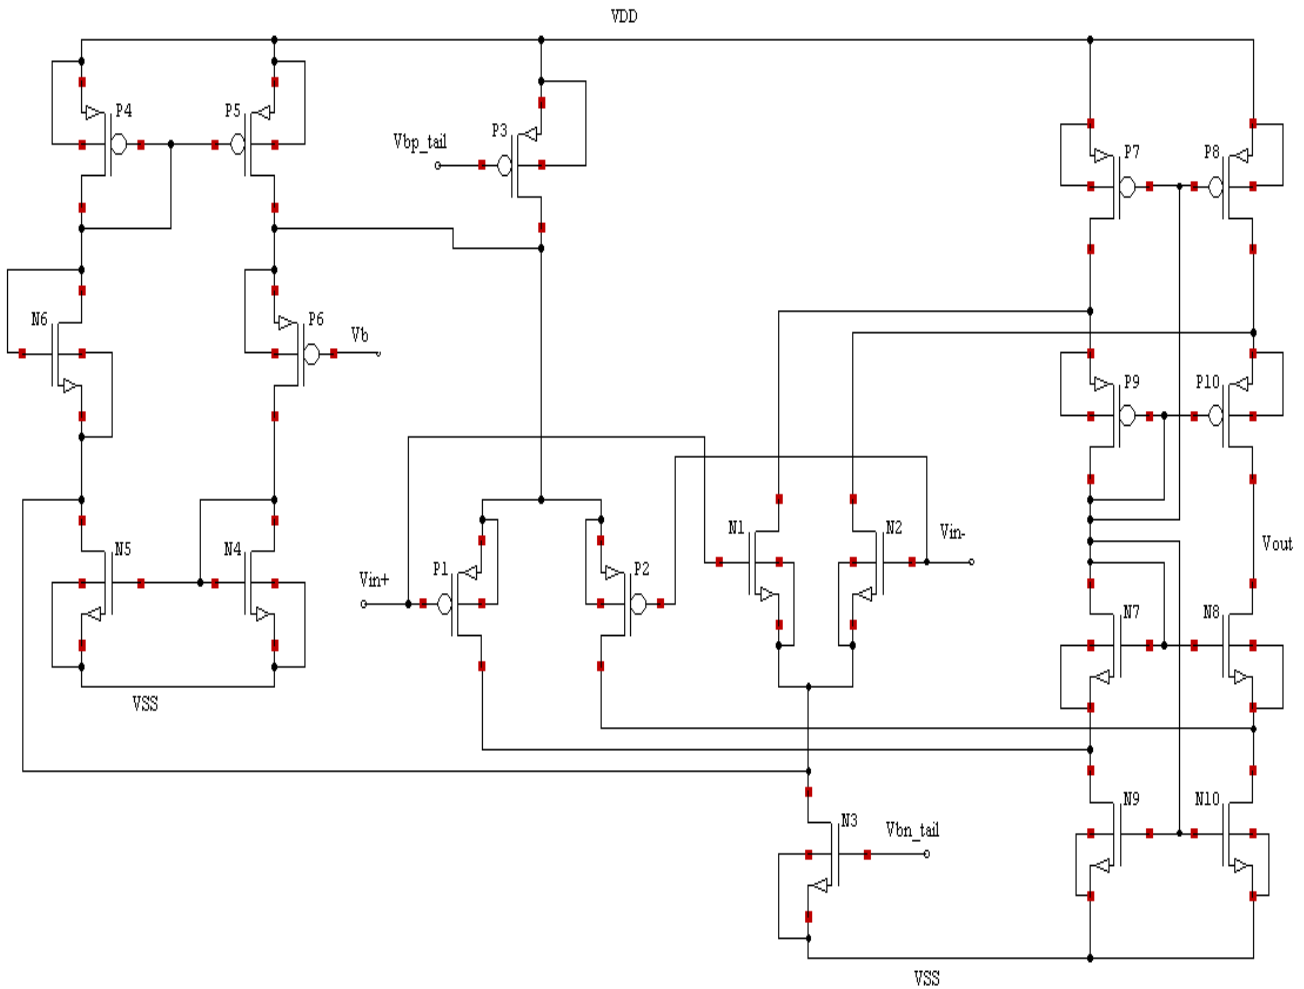 VDD
P4
P5
P3
Vbp_tail
P7
P8
N6
P6
Vb
P9
P10
N5
N4
N1
N2
Vin-
Vout
P1
P2
Vin+
N7
N8
VSS
N9
N10
N3
Vbn_tail
VSS